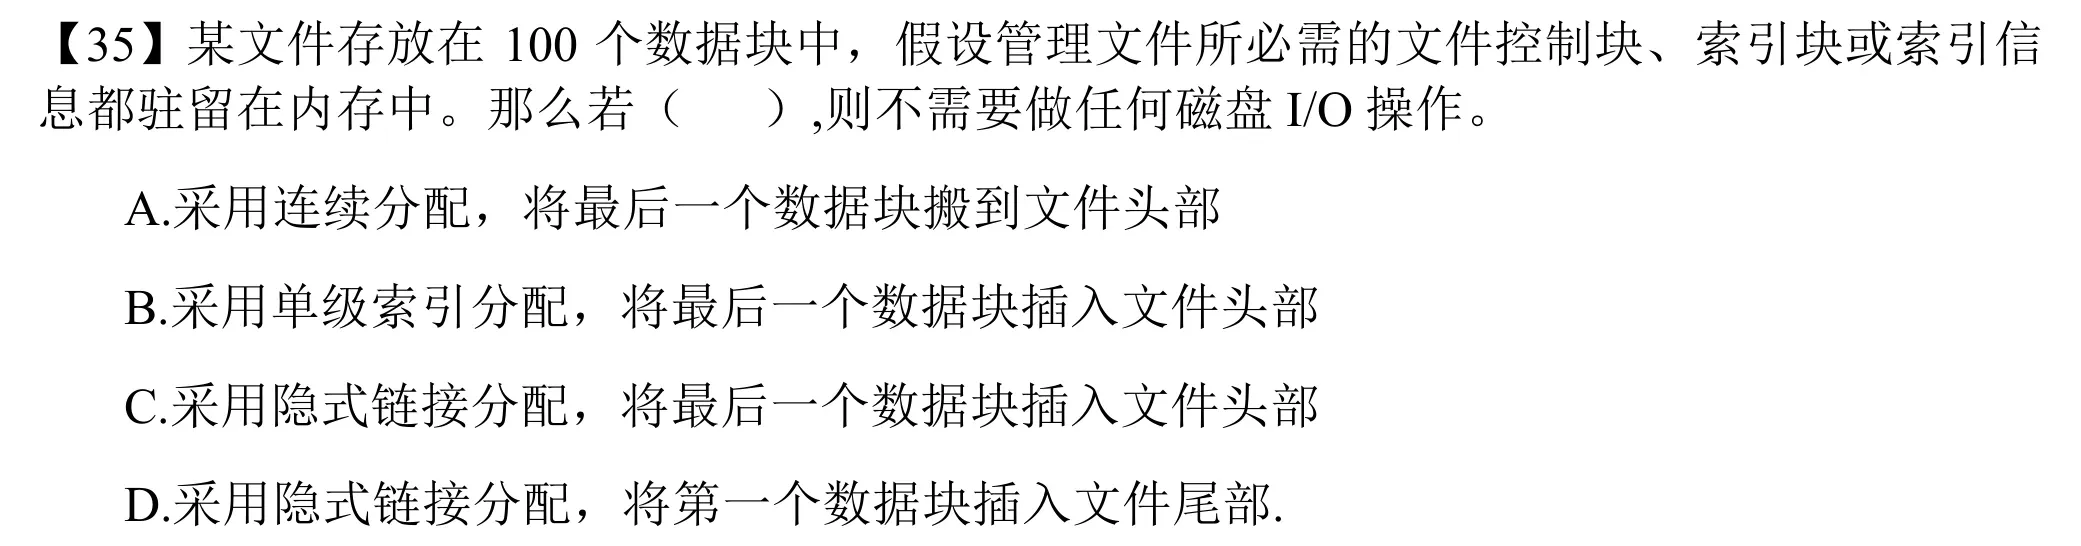 【35】某文件存放在 100 个数据块中，假设管理文件所必需的文件控制块、索引块或索引信
息都驻留在内存中。那么若（    ）,则不需要做任何磁盘 I/O 操作。
A.采用连续分配，将最后一个数据块搬到文件头部
B.采用单级索引分配，将最后一个数据块插入文件头部
C.采用隐式链接分配，将最后一个数据块插入文件头部
D.采用隐式链接分配，将第一个数据块插入文件尾部.